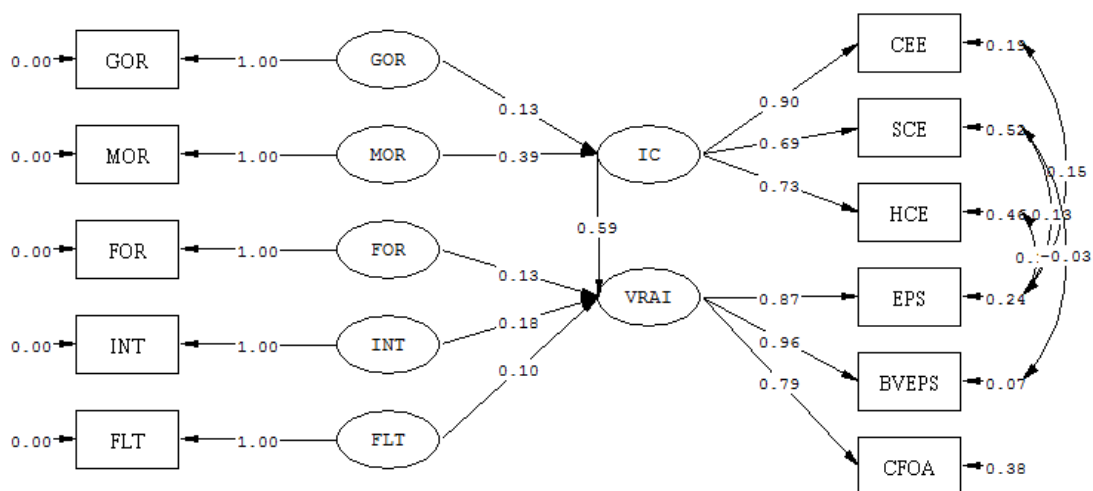 0.00 GOR 1.00 GOR
0.13
CEE 0.19
0.90
0.00 MOR 1.00 MOR 0.39 IC
0.69
SCE 0.52
0.15
0.73
HCE 0.46 0.13
0.59
-0.03
0.00 FOR 1.00 FOR
0.13
VRAI 0.87 EPS 0.24
0.18
0.96
0.00 INT 1.00 INT
0.10
0.79
BVEPS 0.07
0.00 FLT 1.00 FLT
CFOA 0.38